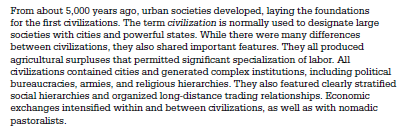 From about 5,000 years ago, urban societies developed, laying the foundations
for the first civilizations. The term civilization is normally used to designate large
societies with cities and powerful states. While there were many differences
between civilizations, they also shared important features. They all produced
agricultural surpluses that permitted significant specialization of labor. All
civilizations contained cities and generated complex institutions, including political
bureaucracies, armies, and religious hierarchies. They also featured clearly stratified
social hierarchies and organized long-distance trading relationships. Economic
exchanges intensified within and between civilizations, as well as with nomadic
pastoralists.